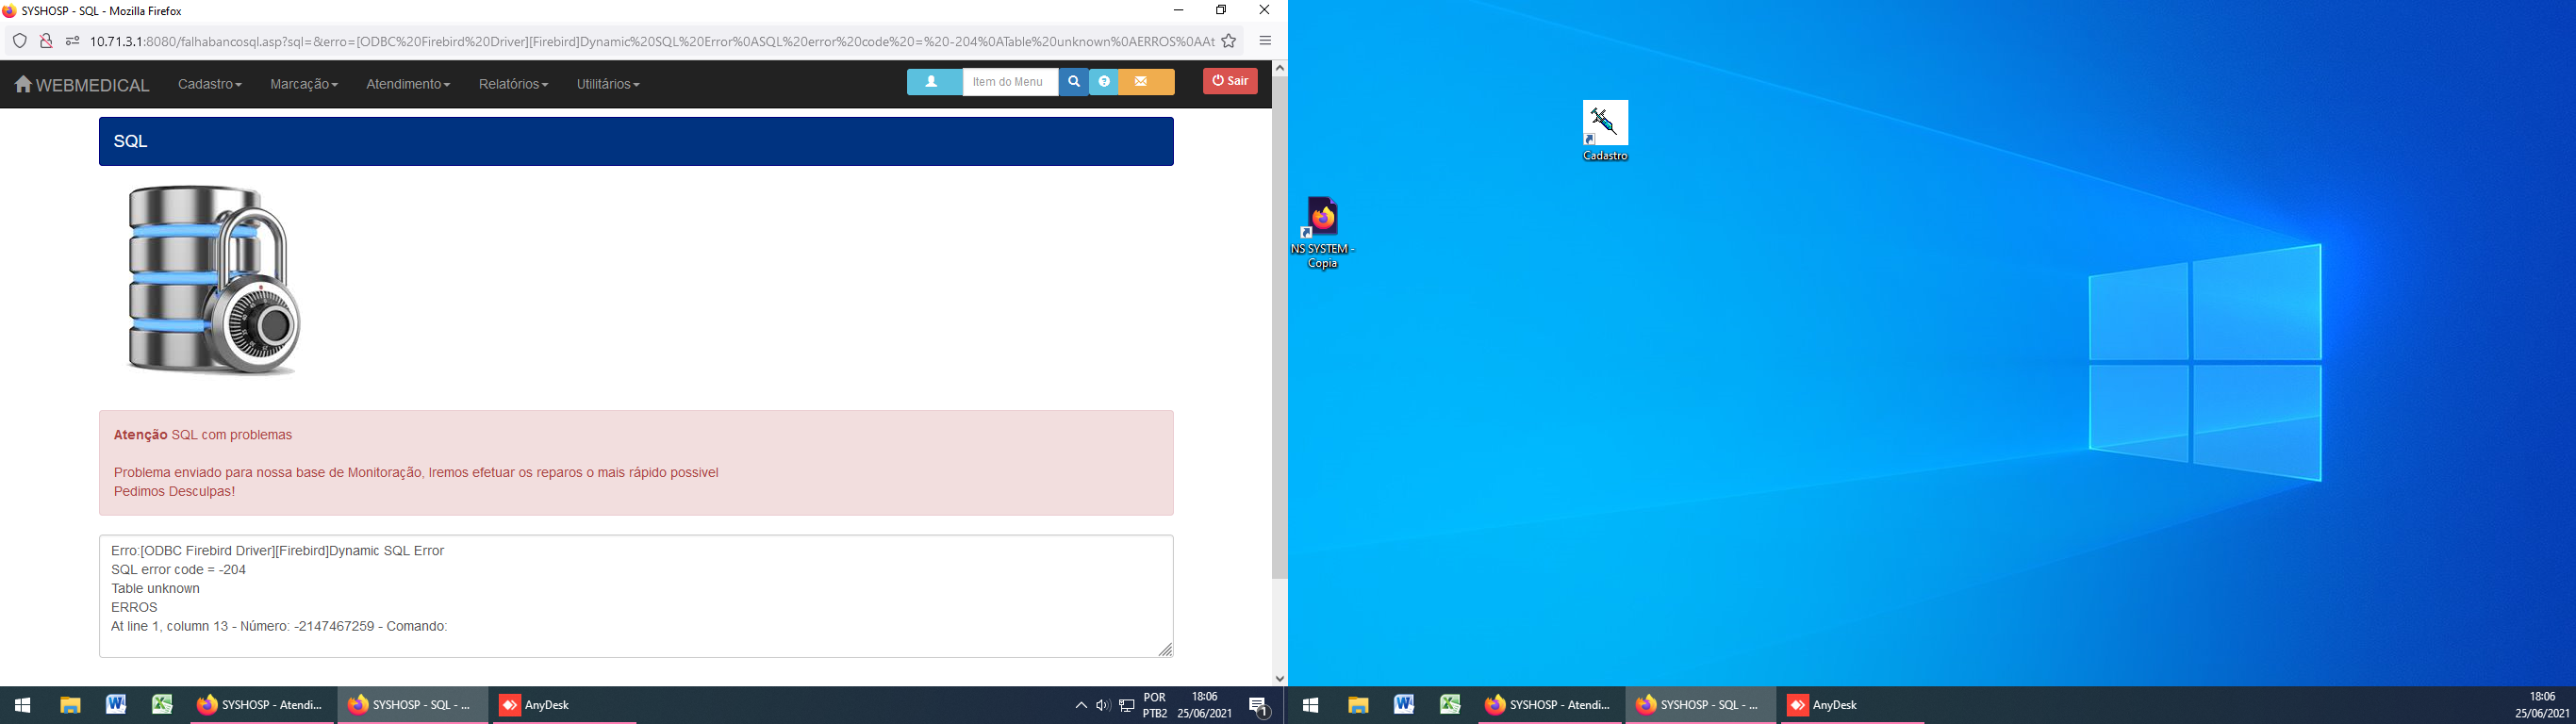 SYSHOSP - SQL - Mozilla Firefox
10.71.3.1:8080/falhabancosql.asp?sql=&erro=[ODBC%20Firebird%20Driver][Firebird]Dynamic%20SQL%20Error%0ASQL%20error%20code%20=%20-204%0ATable%20unknown%0AERROS%0AAt
WEBMEDICAL Cadastro Marcação Atendimento Relatórios Utilitários Item do Menu Sair
SQL
Atenção SQL com problemas
Problema enviado para nossa base de Monitoração, Iremos efetuar os reparos o mais rápido possivel
Pedimos Desculpas!
Erro:[ODBC Firebird Driver][Firebird]Dynamic SQL Error
SQL error code = -204
Table unknown
ERROS
At line 1, column 13 - Número: -2147467259 - Comando:
SYSHOSP - Atendi... SYSHOSP - SQL - ... AnyDesk
POR
PTB2
18:06
25/06/2021
1
Cadastro
NS SYSTEM -
Copia
SYSHOSP - Atendi... SYSHOSP - SQL - ... AnyDesk
18:06
25/06/2021